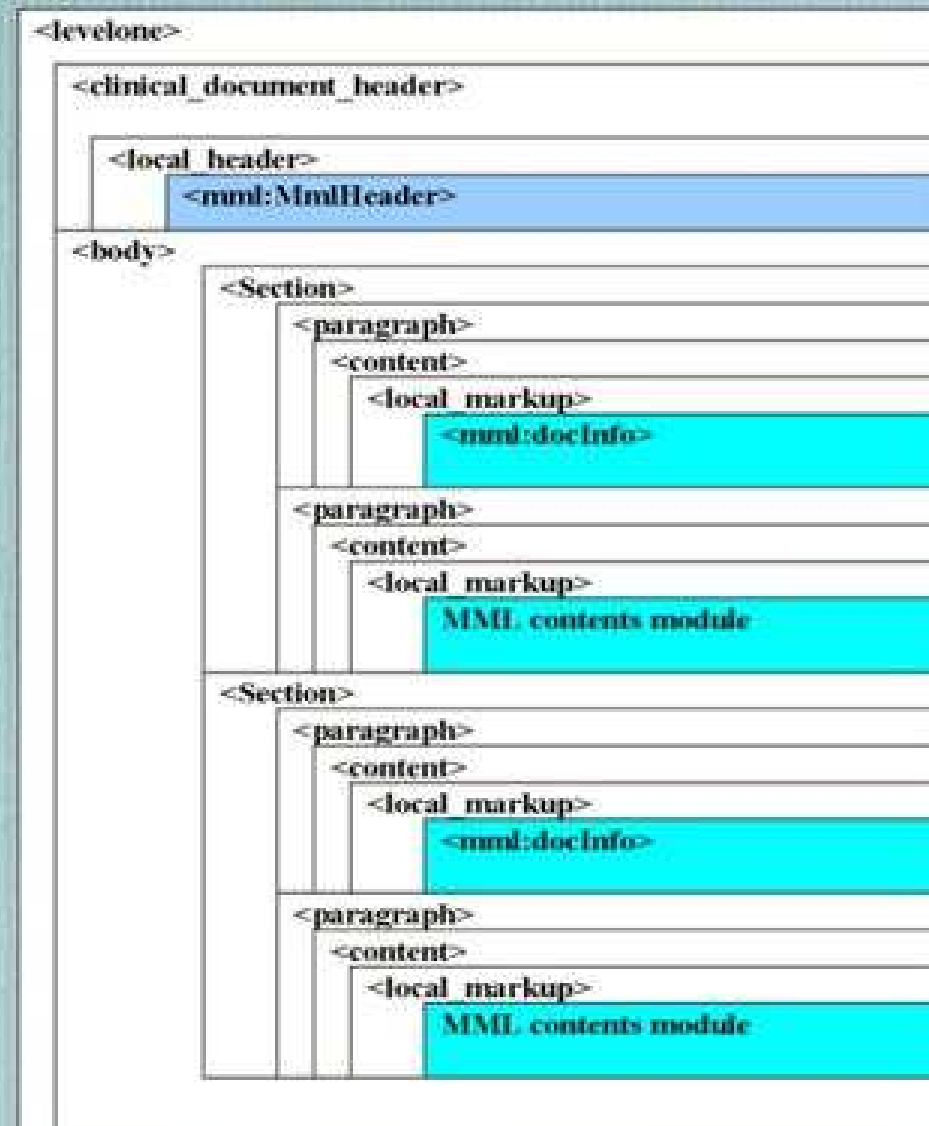 <levelone>
<clinical_document_header>
<local_header>
<mml:MmlHeader>
<body>
<Section>
<paragraph>
<content>
<local_markup>
<mml:docInfo>
<paragraph>
<content>
<local_markup>
MML contents module
<Section>
<paragraph>
<content>
<local_markup>
<mml:docInfo>
<paragraph>
<content>
<local_markup>
MML contents module